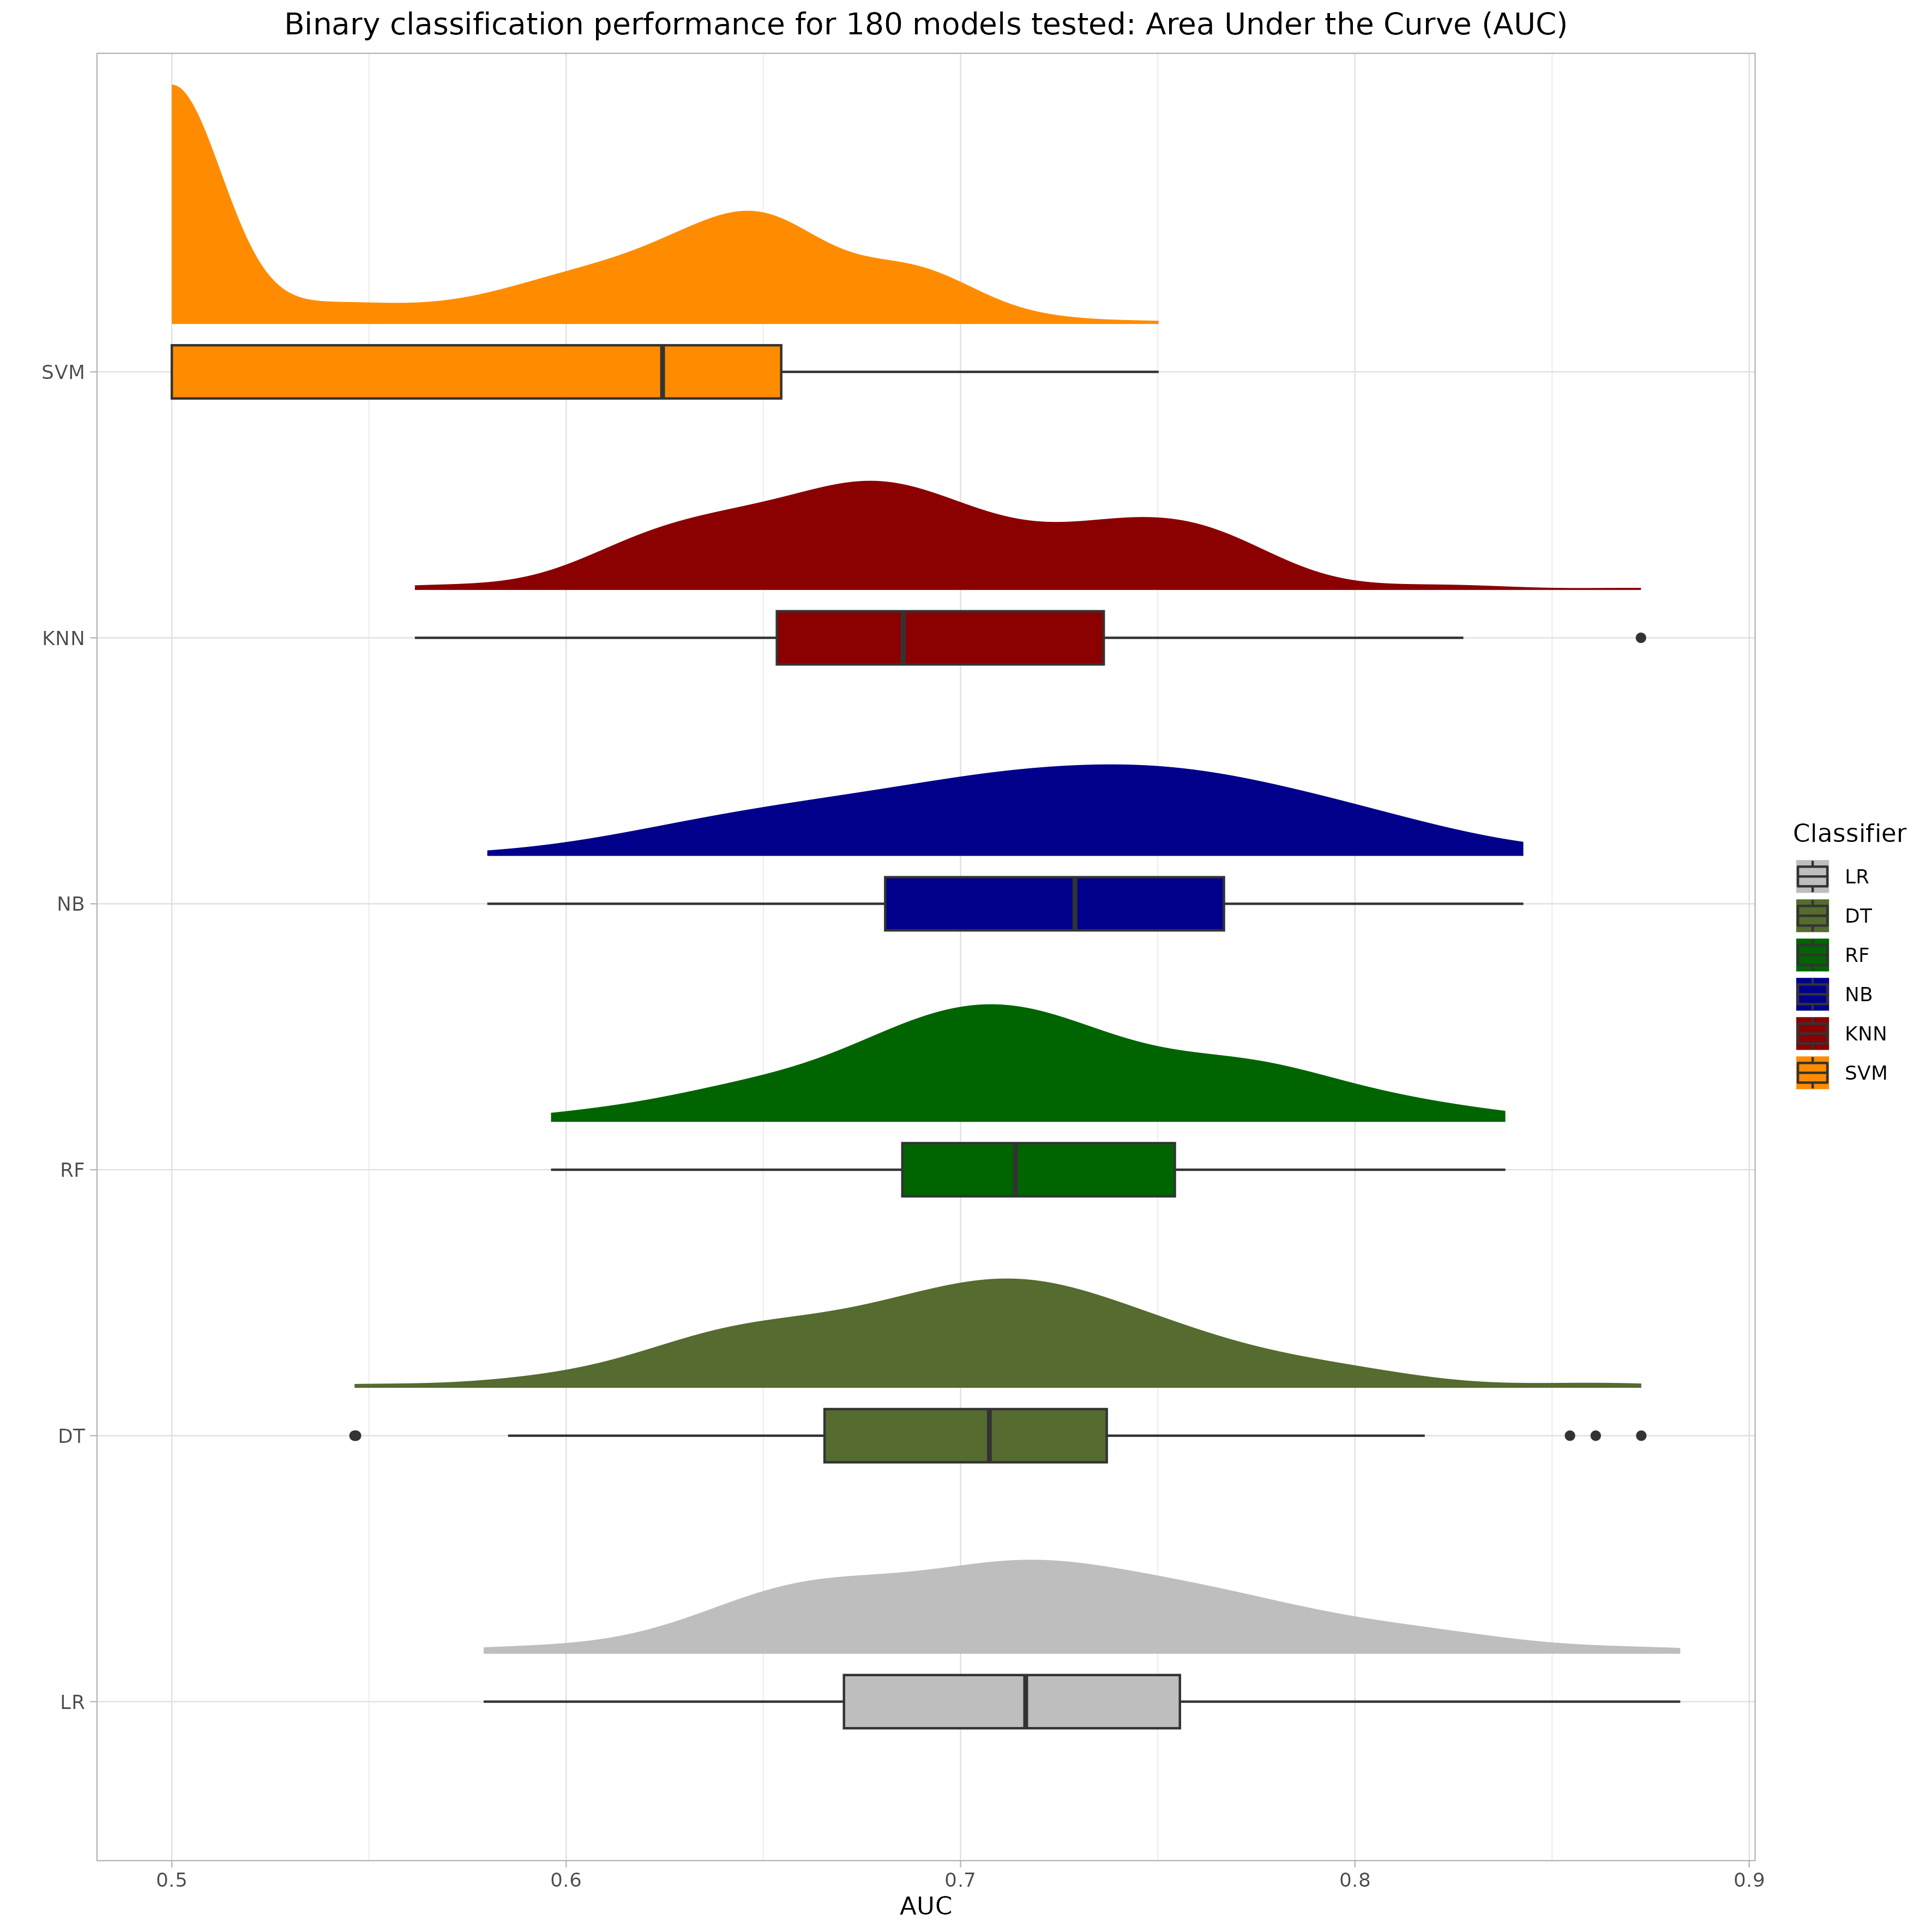 Binary classification performance for 180 models tested: Area Under the Curve (AUC)
SVM
KNN
NB
RF
DT
LR
0.5 0.6 0.7 0.8 0.9
AUC
Classifier
LR
DT
RF
NB
KNN
SVM